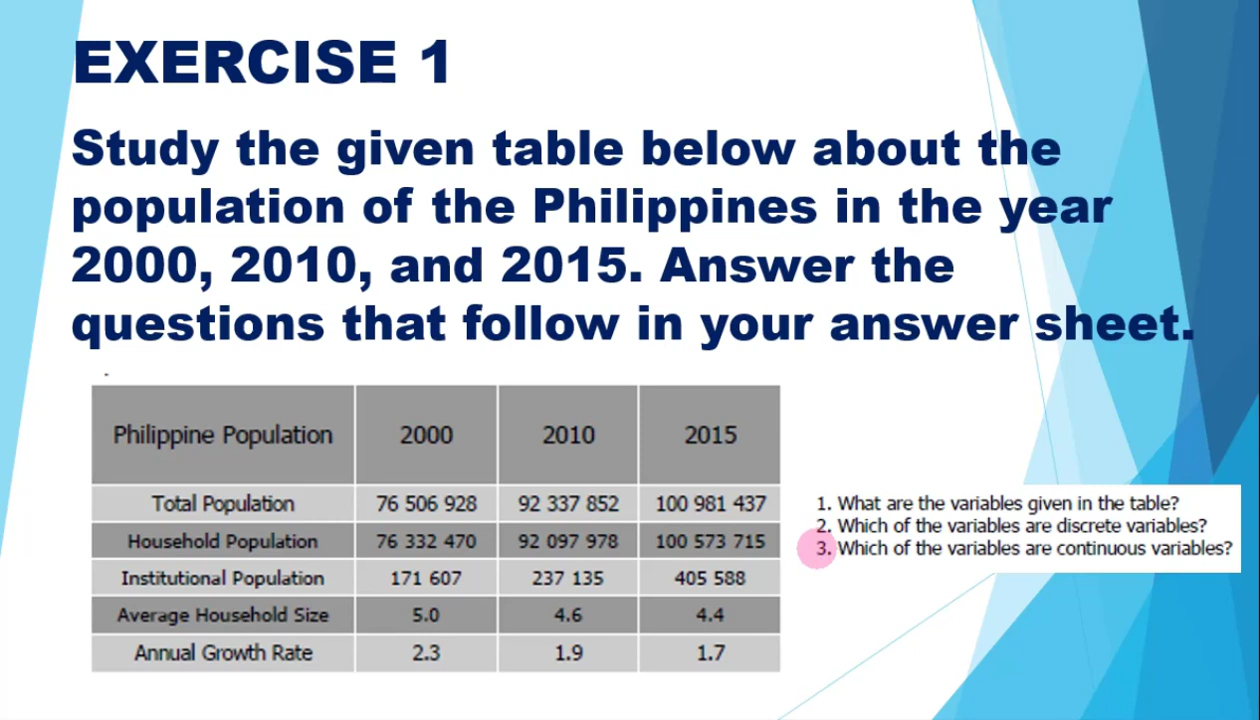 EXERCISE 1
Study the given table below about the
population of the Philippines in the year
2000, 2010, and 2015. Answer the
questions that follow in your answer sheet.
Philippine Population 2000 2010 2015
Total Population 76 506 928 92 337 852 100 981 437
Household Population 76 332 470 92 097 978 100 573 715
Institutional Population 171 607 237 135 405 588
Average Household Size 5.0 4.6 4.4
Annual Growth Rate 2.3 1.9 1.7
1. What are the variables given in the table?
2. Which of the variables are discrete variables?
3. Which of the variables are continuous variables?